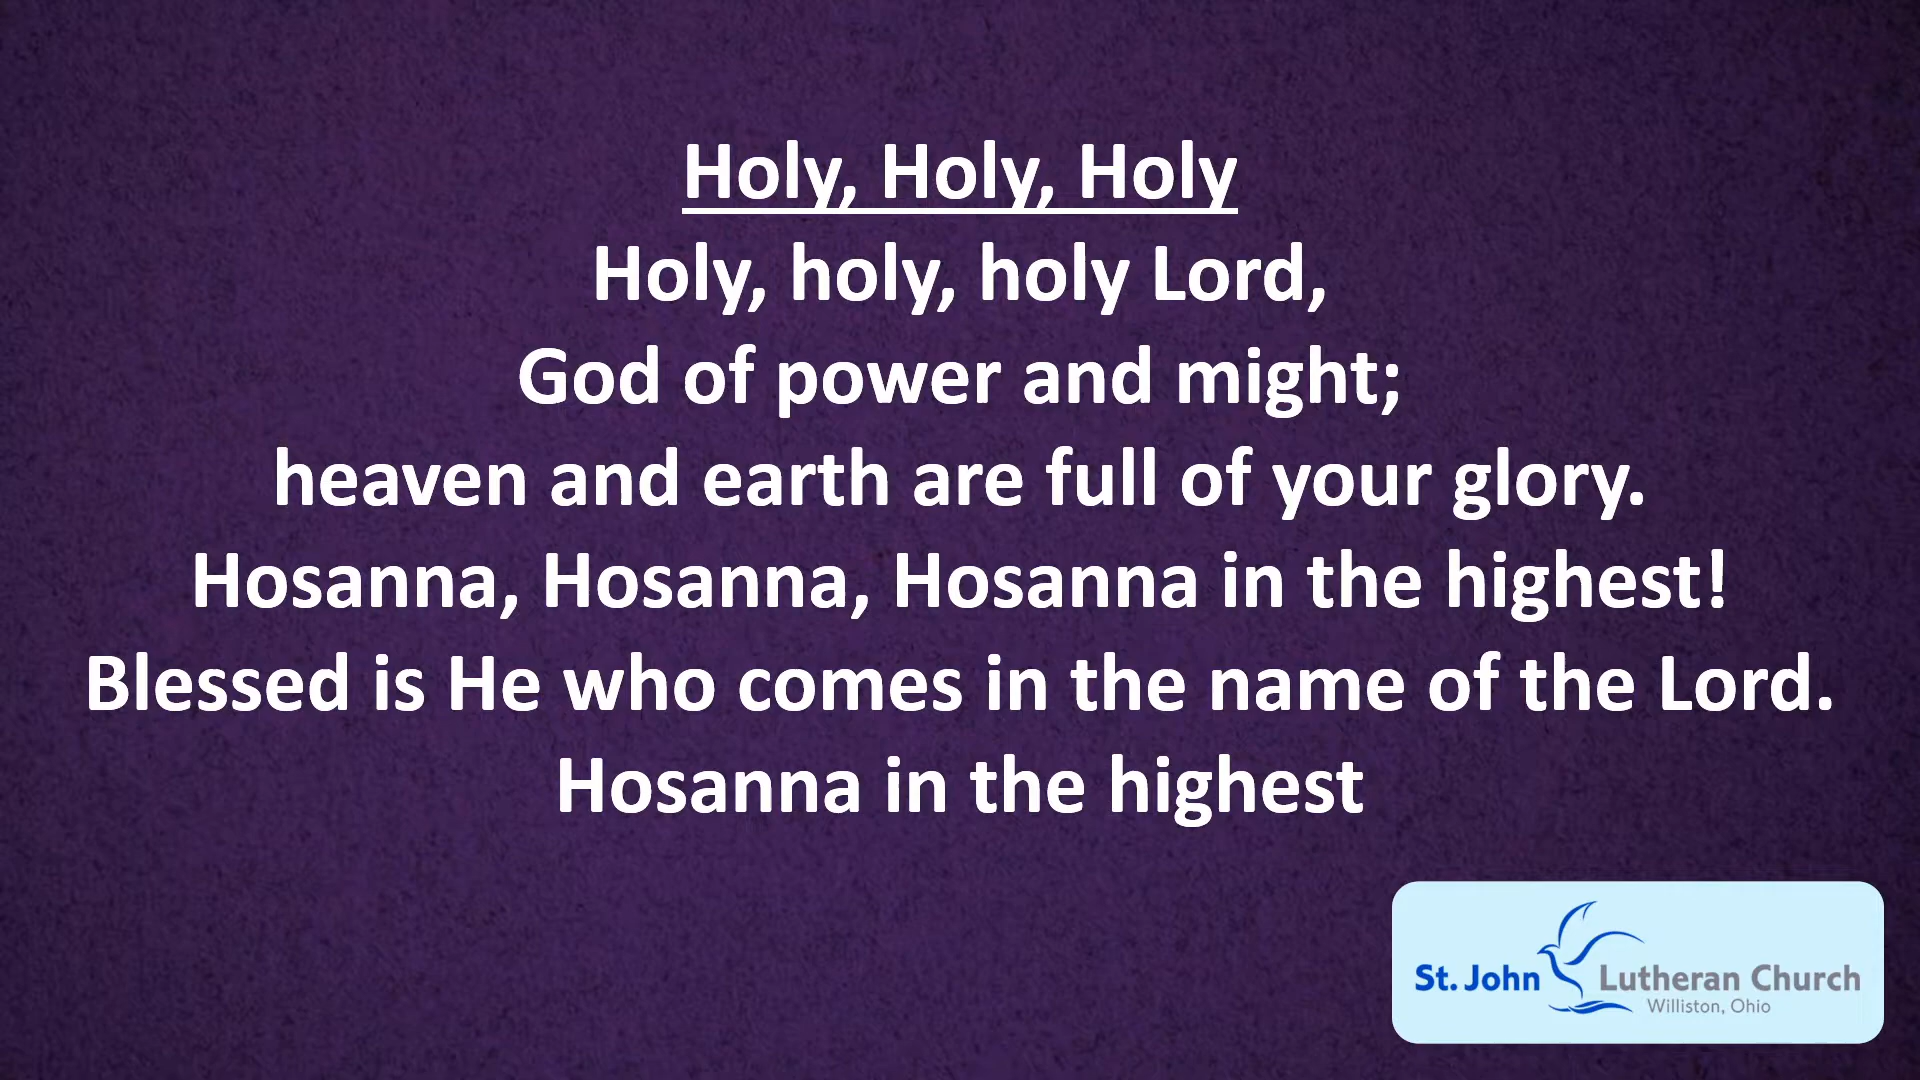 Holy, Holy, Holy
Holy, holy, holy Lord,
God of power and might;
heaven and earth are full of your glory.
Hosanna, Hosanna, Hosanna in the highest!
Blessed is He who comes in the name of the Lord.
Hosanna in the highest
St. John Lutheran Church
Williston, Ohio